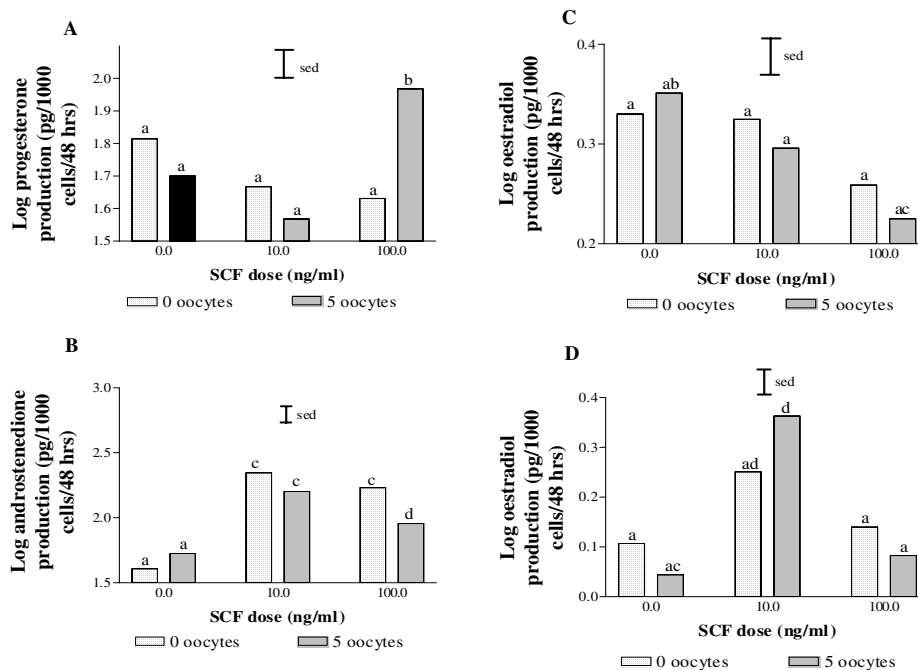 A
Log progesterone
production (pg/1000
cells/48 hrs)
2.0
1.9
1.8
1.7
1.6
1.5
sed
a
a
a
a
a
b
0.0
10.0
100.0
SCF dose (ng/ml)
0 oocytes
5 oocytes
B
Log androstenedione
production (pg/1000
cells/48 hrs)
3.0
2.5
2.0
1.5
sed
a
a
c
c
c
d
0.0
10.0
100.0
SCF dose (ng/ml)
0 oocytes
5 oocytes
C
Log oestradiol
production (pg/1000
cells/48 hrs)
0.4
0.3
0.2
sed
a
ab
a
a
a
ac
0.0
10.0
100.0
SCF dose (ng/ml)
0 oocytes
5 oocytes
D
Log oestradiol
production (pg/1000
cells/48 hrs)
0.4
0.3
0.2
0.1
0.0
sed
a
ac
ad
d
a
a
0.0
10.0
100.0
SCF dose (ng/ml)
0 oocytes
5 oocytes